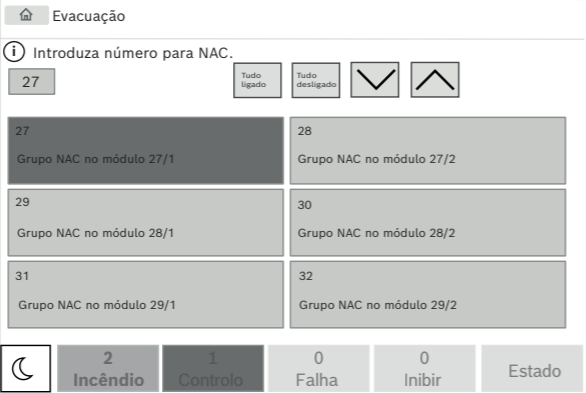 Evacuação
i Introduza número para NAC.
27
Tudo ligado
Tudo desligado
27
Grupo NAC no módulo 27/1
28
Grupo NAC no módulo 27/2
29
Grupo NAC no módulo 28/1
30
Grupo NAC no módulo 28/2
31
Grupo NAC no módulo 29/1
32
Grupo NAC no módulo 29/2
2
Incêndio
1
Controlo
0
Falha
0
Inibir
Estado